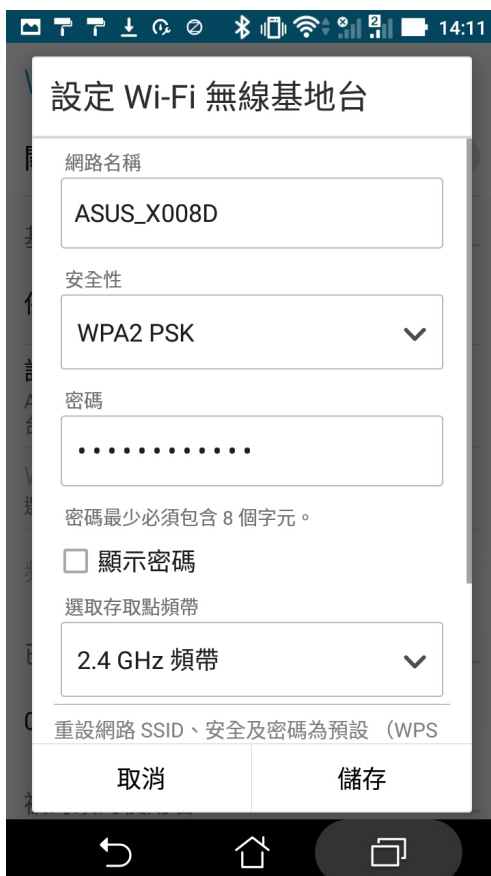 14:11
設定 Wi-Fi 無線基地台
網路名稱
ASUS_X008D
安全性
WPA2 PSK
密碼
••••••••••••
密碼最少必須包含 8 個字元。
顯示密碼
選取存取點頻帶
2.4 GHz 頻帶
重設網路 SSID、安全及密碼為預設 （WPS
取消
儲存